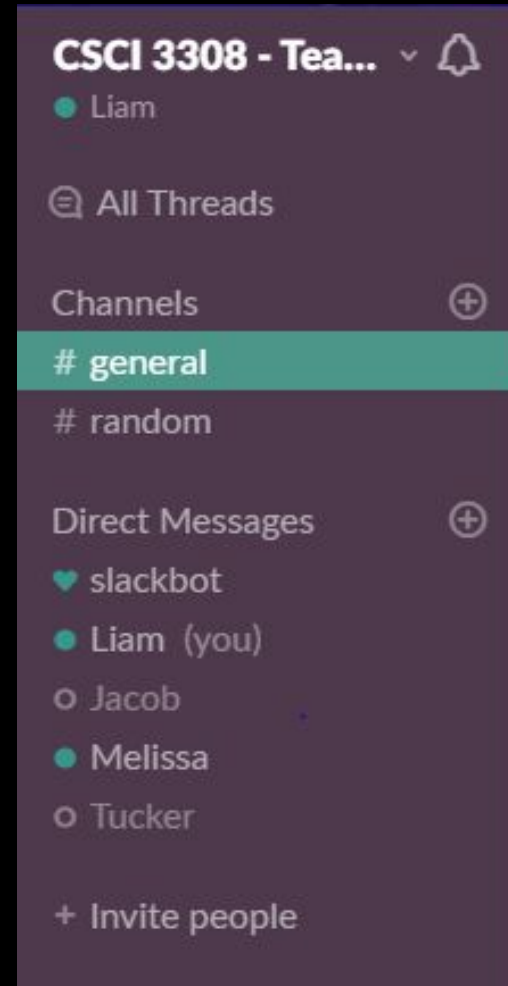 CSCI 3308 - Tea...
Liam
All Threads
Channels
# general
# random
Direct Messages
slackbot
Liam (you)
Jacob
Melissa
Tucker
+ Invite people